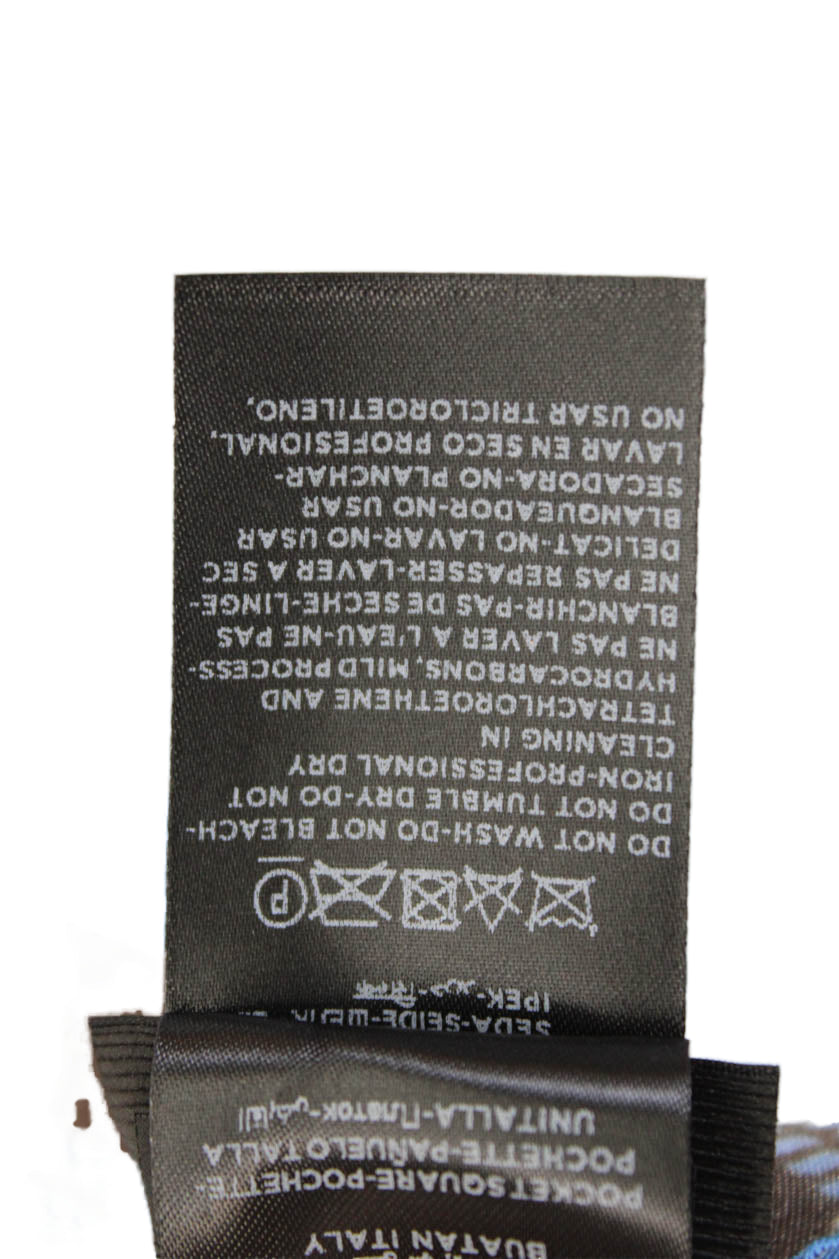 BUATAN ITALY
POCKET SQUARE-POCHETTE-
POCHETTE-PAÑUELO TALLA
UNITALLA-Платок-
SEDA-SEIDE-
IPEK-
P
DO NOT WASH-DO NOT BLEACH-
DO NOT TUMBLE DRY-DO NOT
IRON-PROFESSIONAL DRY
CLEANING IN
TETRACHLOROETHENE AND
HYDROCARBONS, MILD PROCESS-
NE PAS LAVER A L'EAU-NE PAS
BLANCHIR-PAS DE SECHE-LINGE-
NE PAS REPASSER-LAVER A SEC
DELICAT-NO LAVAR-NO USAR
BLANQUEADOR-NO USAR
SECADORA-NO PLANCHAR-
LAVAR EN SECO PROFESIONAL,
NO USAR TRICLOROETILENO,